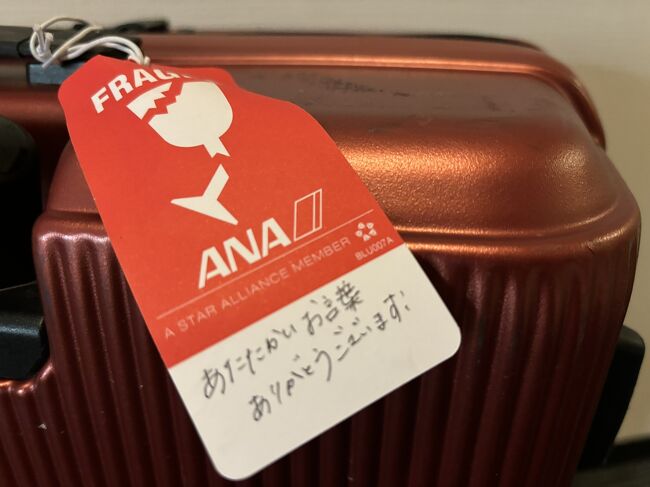 FRAG
ANA
A STAR ALLIANCE MEMBER
BLU007A
あたたかいお言葉
ありがとうございます!